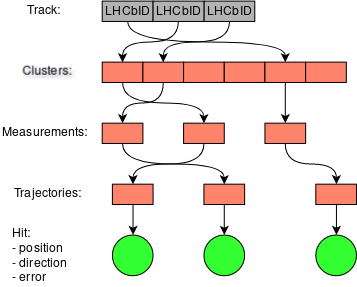 Track:
LHCbID LHCbID LHCbID
Clusters:
Measurements:
Trajectories:
Hit:
- position
- direction
- error